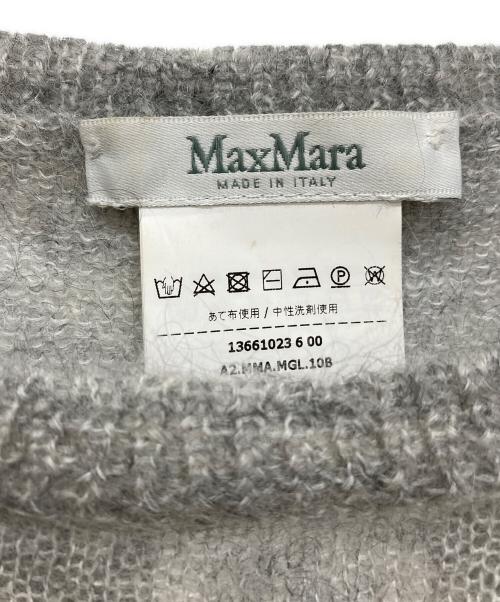 MaxMara
MADE IN ITALY
P
W
あて布使用 / 中性洗剤使用
13661023 6 00
A2.MMA.MGL.10B